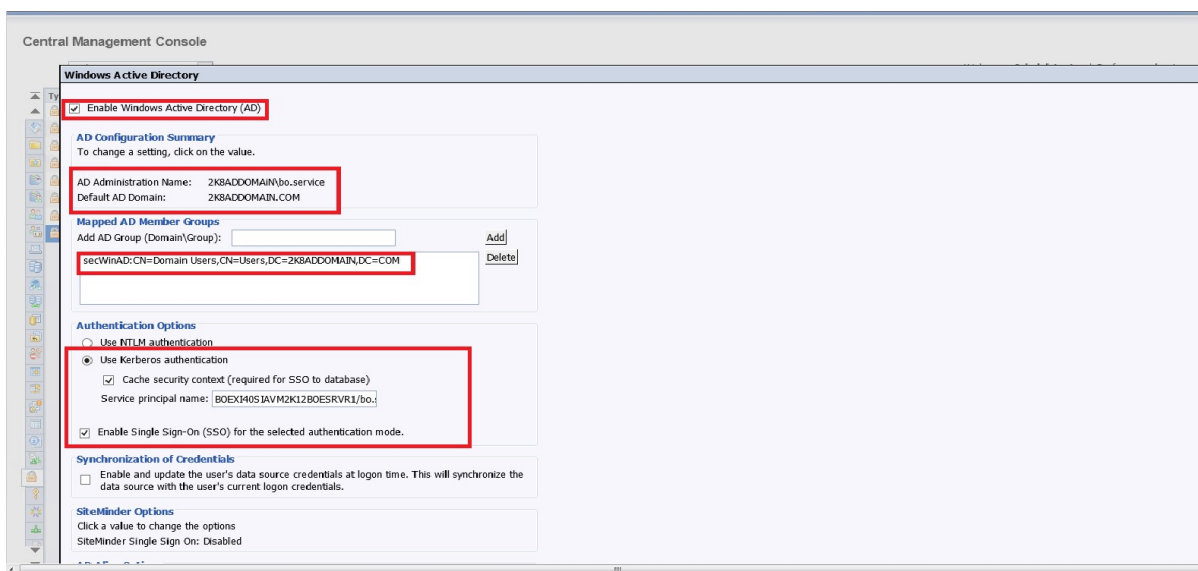 Central Management Console
Windows Active Directory
Ty
Enable Windows Active Directory (AD)
AD Configuration Summary
To change a setting, click on the value.
AD Administration Name: 2K8ADDOMAiN\bo.service
Default AD Domain: 2K8ADDOMAIN.COM
Mapped AD Member Groups
Add AD Group (Domain\Group): Add
secWinAD:CN=Domain Users,CN=Users,DC=2K8ADDOMAIN,DC=COM Delete
Authentication Options
Use NTLM authentication
Use Kerberos authentication
Cache security context (required for SSO to database)
Service principal name: BOEXI40SIAVM2K12BOESRVR1/bo.s
Enable Single Sign-On (SSO) for the selected authentication mode.
Synchronization of Credentials
Enable and update the user's data source credentials at logon time. This will synchronize the
data source with the user's current logon credentials.
SiteMinder Options
Click a value to change the options
SiteMinder Single Sign On: Disabled